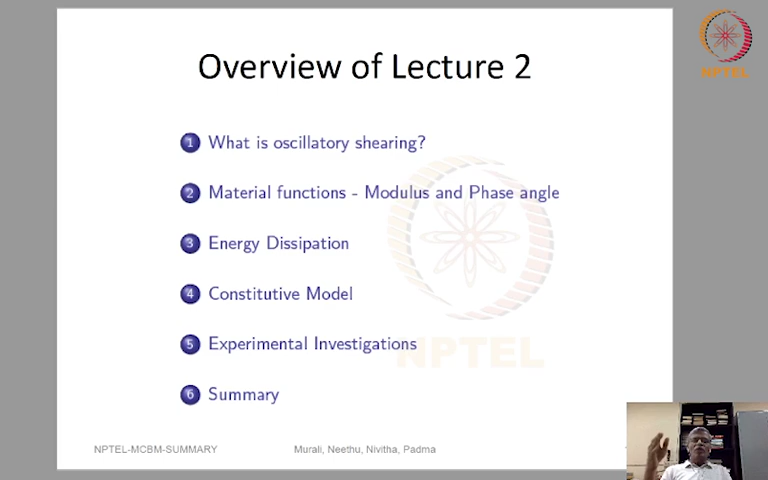 Overview of Lecture 2
NPTEL
1 What is oscillatory shearing?
2 Material functions - Modulus and Phase angle
3 Energy Dissipation
4 Constitutive Model
5 Experimental Investigations
NPTEL
6 Summary
NPTEL-MCBM-SUMMARY Murali, Neethu, Nivitha, Padma